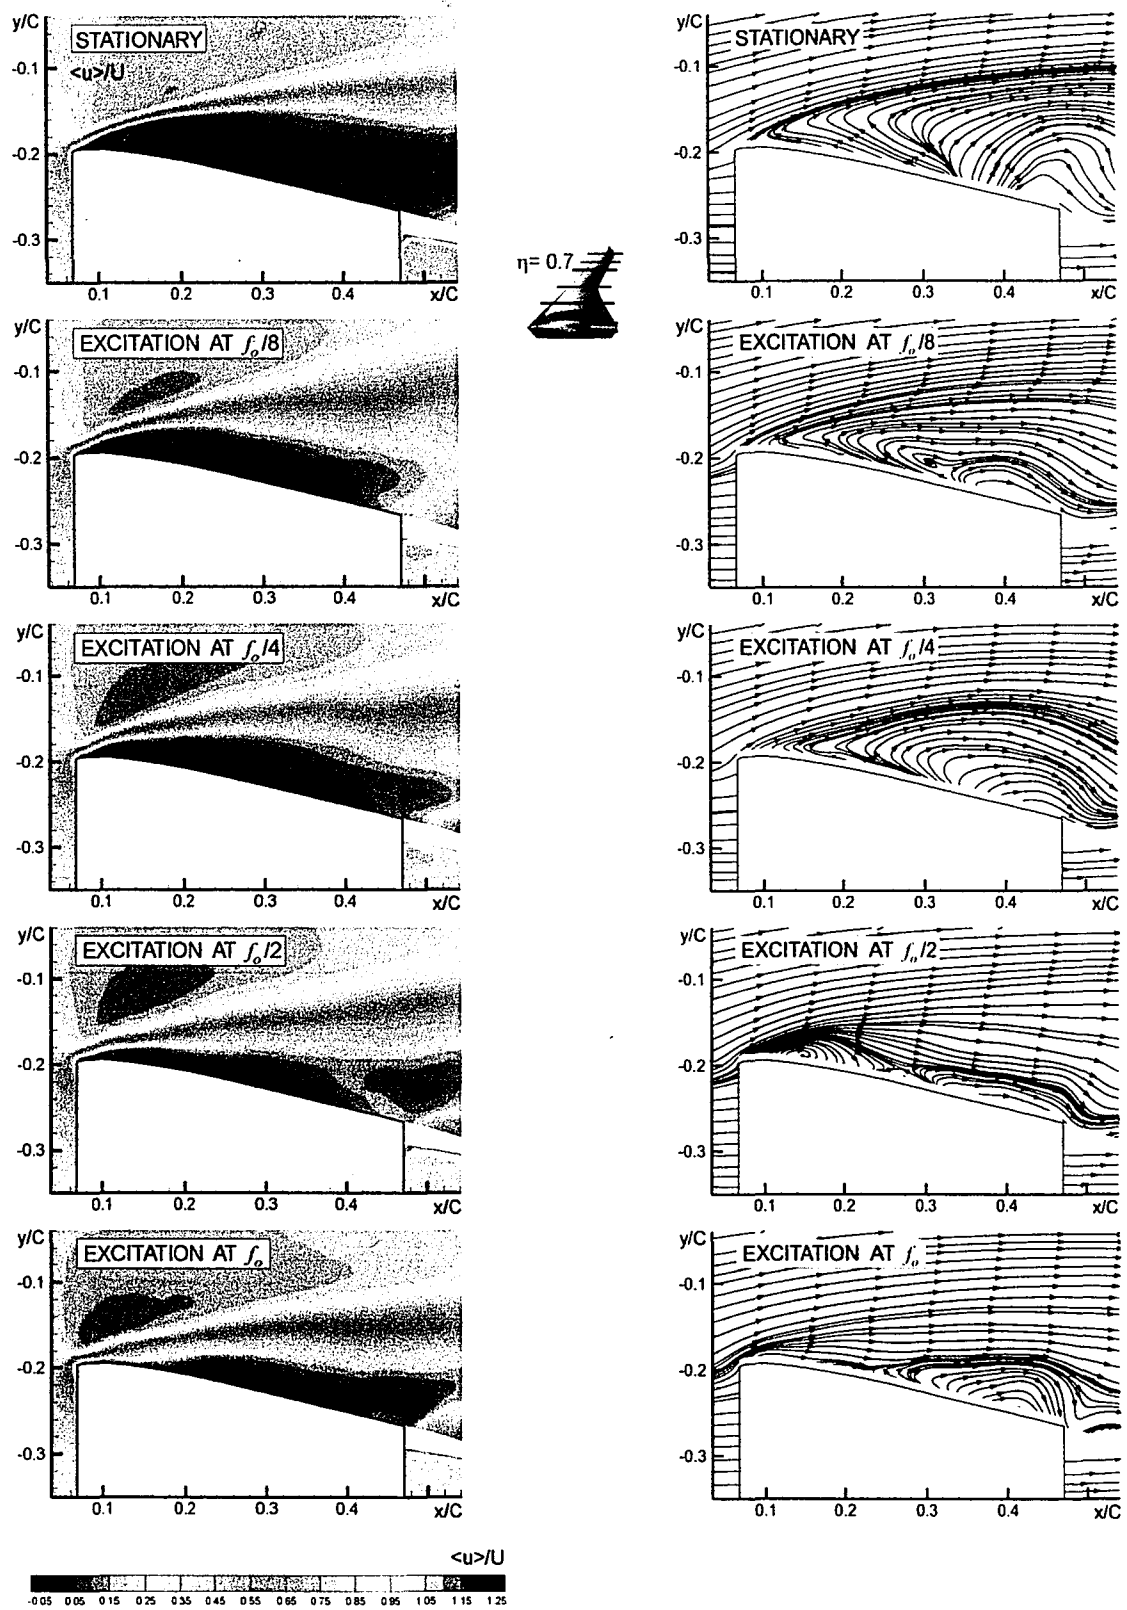 y/C
STATIONARY
<u>/U
-0.1
-0.2
-0.3
0.1 0.2 0.3 0.4 x/C
y/C
STATIONARY
-0.1
-0.2
-0.3
0.1 0.2 0.3 0.4 x/C
η= 0.7
y/C
EXCITATION AT fo/8
-0.1
-0.2
-0.3
0.1 0.2 0.3 0.4 x/C
y/C
EXCITATION AT fo/8
-0.1
-0.2
-0.3
0.1 0.2 0.3 0.4 x/C
y/C
EXCITATION AT fo/4
-0.1
-0.2
-0.3
0.1 0.2 0.3 0.4 x/C
y/C
EXCITATION AT fo/4
-0.1
-0.2
-0.3
0.1 0.2 0.3 0.4 x/C
y/C
EXCITATION AT fo/2
-0.1
-0.2
-0.3
0.1 0.2 0.3 0.4 x/C
y/C
EXCITATION AT fo/2
-0.1
-0.2
-0.3
0.1 0.2 0.3 0.4 x/C
y/C
EXCITATION AT fo
-0.1
-0.2
-0.3
0.1 0.2 0.3 0.4 x/C
y/C
EXCITATION AT fo
-0.1
-0.2
-0.3
0.1 0.2 0.3 0.4 x/C
<u>/U
-0.05 0.05 0.15 0.25 0.35 0.45 0.55 0.65 0.75 0.85 0.95 1.05 1.15 1.25